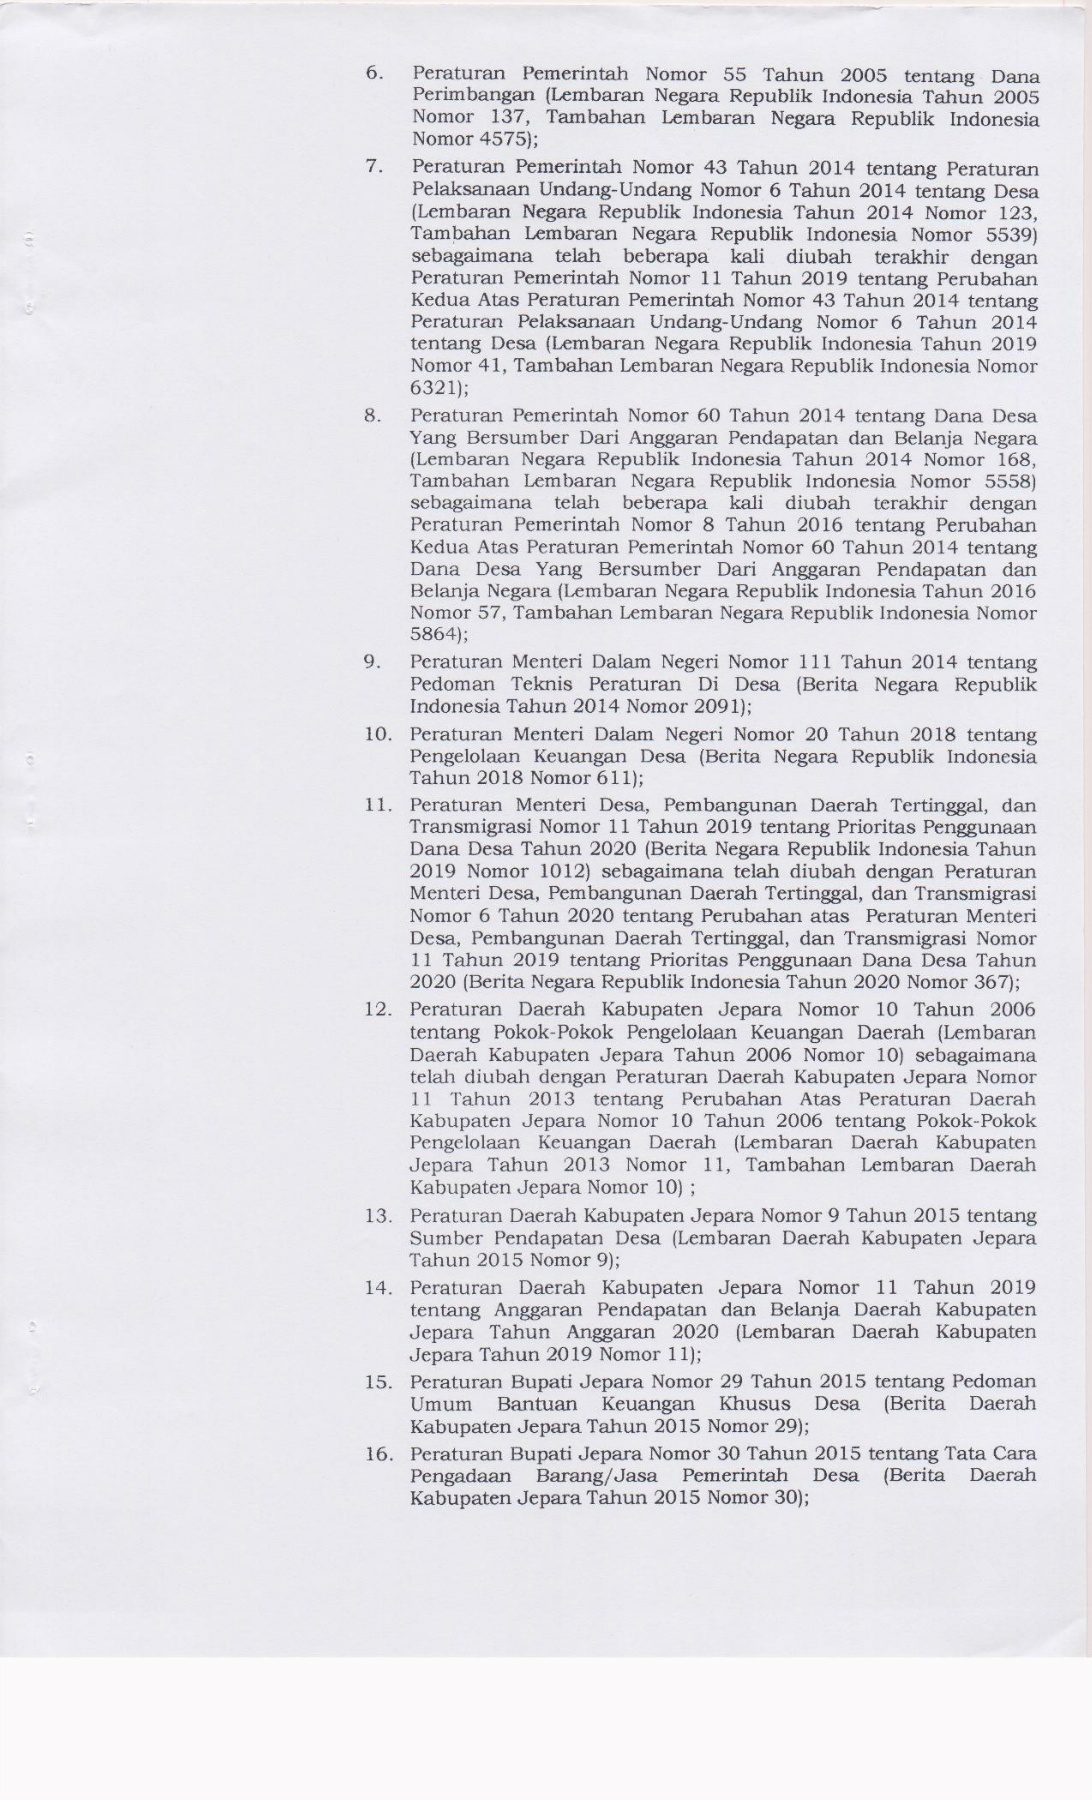 6. Peraturan Pemerintah Nomor 55 Tahun 2005 tentang Dana
Perimbangan (Lembaran Negara Republik Indonesia Tahun 2005
Nomor 137, Tambahan Lembaran Negara Republik Indonesia
Nomor 4575);
7. Peraturan Pemerintah Nomor 43 Tahun 2014 tentang Peraturan
Pelaksanaan Undang-Undang Nomor 6 Tahun 2014 tentang Desa
(Lembaran Negara Republik Indonesia Tahun 2014 Nomor 123,
Tambahan Lembaran Negara Republik Indonesia Nomor 5539)
sebagaimana telah beberapa kali diubah terakhir dengan
Peraturan Pemerintah Nomor 11 Tahun 2019 tentang Perubahan
Kedua Atas Peraturan Pemerintah Nomor 43 Tahun 2014 tentang
Peraturan Pelaksanaan Undang-Undang Nomor 6 Tahun 2014
tentang Desa (Lembaran Negara Republik Indonesia Tahun 2019
Nomor 41, Tambahan Lembaran Negara Republik Indonesia Nomor
6321);
8. Peraturan Pemerintah Nomor 60 Tahun 2014 tentang Dana Desa
Yang Bersumber Dari Anggaran Pendapatan dan Belanja Negara
(Lembaran Negara Republik Indonesia Tahun 2014 Nomor 168,
Tambahan Lembaran Negara Republik Indonesia Nomor 5558)
sebagaimana telah beberapa kali diubah terakhir dengan
Peraturan Pemerintah Nomor 8 Tahun 2016 tentang Perubahan
Kedua Atas Peraturan Pemerintah Nomor 60 Tahun 2014 tentang
Dana Desa Yang Bersumber Dari Anggaran Pendapatan dan
Belanja Negara (Lembaran Negara Republik Indonesia Tahun 2016
Nomor 57, Tambahan Lembaran Negara Republik Indonesia Nomor
5864);
9. Peraturan Menteri Dalam Negeri Nomor 111 Tahun 2014 tentang
Pedoman Teknis Peraturan Di Desa (Berita Negara Republik
Indonesia Tahun 2014 Nomor 2091);
10. Peraturan Menteri Dalam Negeri Nomor 20 Tahun 2018 tentang
Pengelolaan Keuangan Desa (Berita Negara Republik Indonesia
Tahun 2018 Nomor 611);
11. Peraturan Menteri Desa, Pembangunan Daerah Tertinggal, dan
Transmigrasi Nomor 11 Tahun 2019 tentang Prioritas Penggunaan
Dana Desa Tahun 2020 (Berita Negara Republik Indonesia Tahun
2019 Nomor 1012) sebagaimana telah diubah dengan Peraturan
Menteri Desa, Pembangunan Daerah Tertinggal, dan Transmigrasi
Nomor 6 Tahun 2020 tentang Perubahan atas Peraturan Menteri
Desa, Pembangunan Daerah Tertinggal, dan Transmigrasi Nomor
11 Tahun 2019 tentang Prioritas Penggunaan Dana Desa Tahun
2020 (Berita Negara Republik Indonesia Tahun 2020 Nomor 367);
12. Peraturan Daerah Kabupaten Jepara Nomor 10 Tahun 2006
tentang Pokok-Pokok Pengelolaan Keuangan Daerah (Lembaran
Daerah Kabupaten Jepara Tahun 2006 Nomor 10) sebagaimana
telah diubah dengan Peraturan Daerah Kabupaten Jepara Nomor
11 Tahun 2013 tentang Perubahan Atas Peraturan Daerah
Kabupaten Jepara Nomor 10 Tahun 2006 tentang Pokok-Pokok
Pengelolaan Keuangan Daerah (Lembaran Daerah Kabupaten
Jepara Tahun 2013 Nomor 11, Tambahan Lembaran Daerah
Kabupaten Jepara Nomor 10) ;
13. Peraturan Daerah Kabupaten Jepara Nomor 9 Tahun 2015 tentang
Sumber Pendapatan Desa (Lembaran Daerah Kabupaten Jepara
Tahun 2015 Nomor 9);
14. Peraturan Daerah Kabupaten Jepara Nomor 11 Tahun 2019
tentang Anggaran Pendapatan dan Belanja Daerah Kabupaten
Jepara Tahun Anggaran 2020 (Lembaran Daerah Kabupaten
Jepara Tahun 2019 Nomor 11);
15. Peraturan Bupati Jepara Nomor 29 Tahun 2015 tentang Pedoman
Umum Bantuan Keuangan Khusus Desa (Berita Daerah
Kabupaten Jepara Tahun 2015 Nomor 29);
16. Peraturan Bupati Jepara Nomor 30 Tahun 2015 tentang Tata Cara
Pengadaan Barang/Jasa Pemerintah Desa (Berita Daerah
Kabupaten Jepara Tahun 2015 Nomor 30);